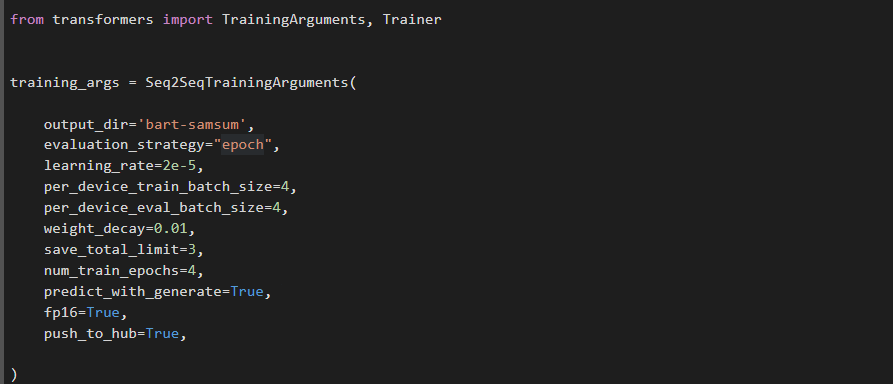 from transformers import TrainingArguments, Trainer
training_args = Seq2SeqTrainingArguments(
    output_dir='bart-samsum',
    evaluation_strategy="epoch",
    learning_rate=2e-5,
    per_device_train_batch_size=4,
    per_device_eval_batch_size=4,
    weight_decay=0.01,
    save_total_limit=3,
    num_train_epochs=4,
    predict_with_generate=True,
    fp16=True,
    push_to_hub=True,
)